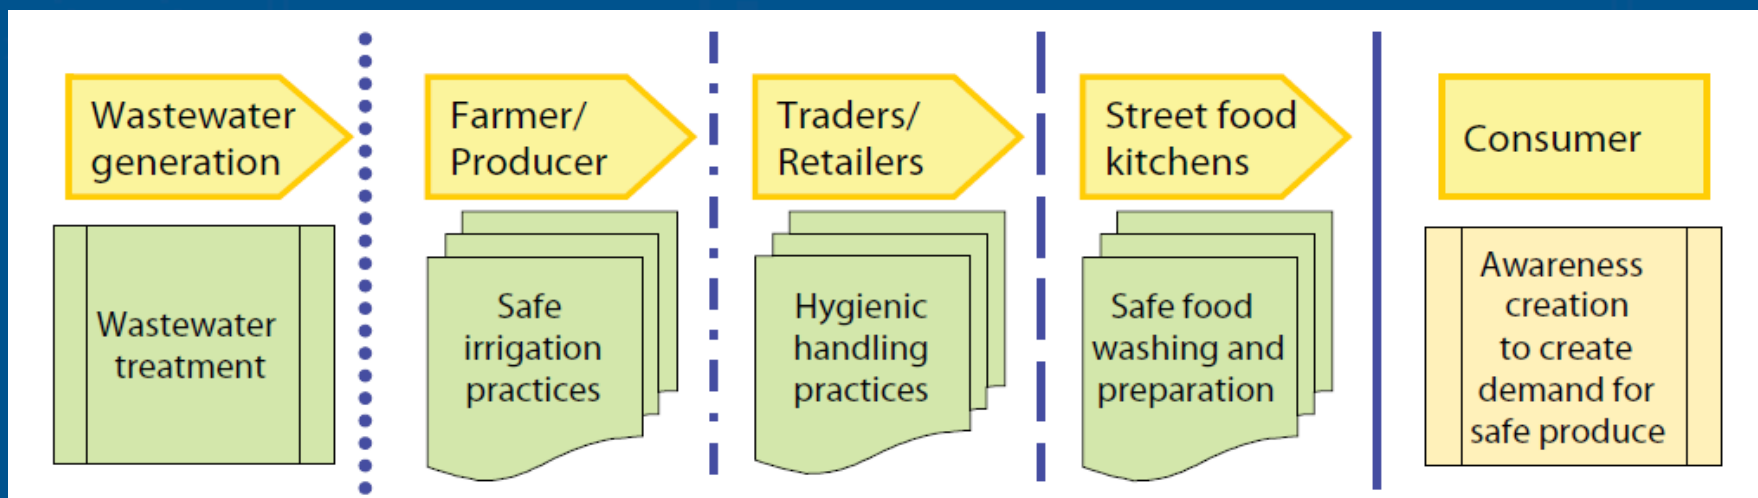 Wastewater
generation
Farmer/
Producer
Traders/
Retailers
Street food
kitchens
Consumer
Wastewater
treatment
Safe
irrigation
practices
Hygienic
handling
practices
Safe food
washing and
preparation
Awareness
creation
to create
demand for
safe produce